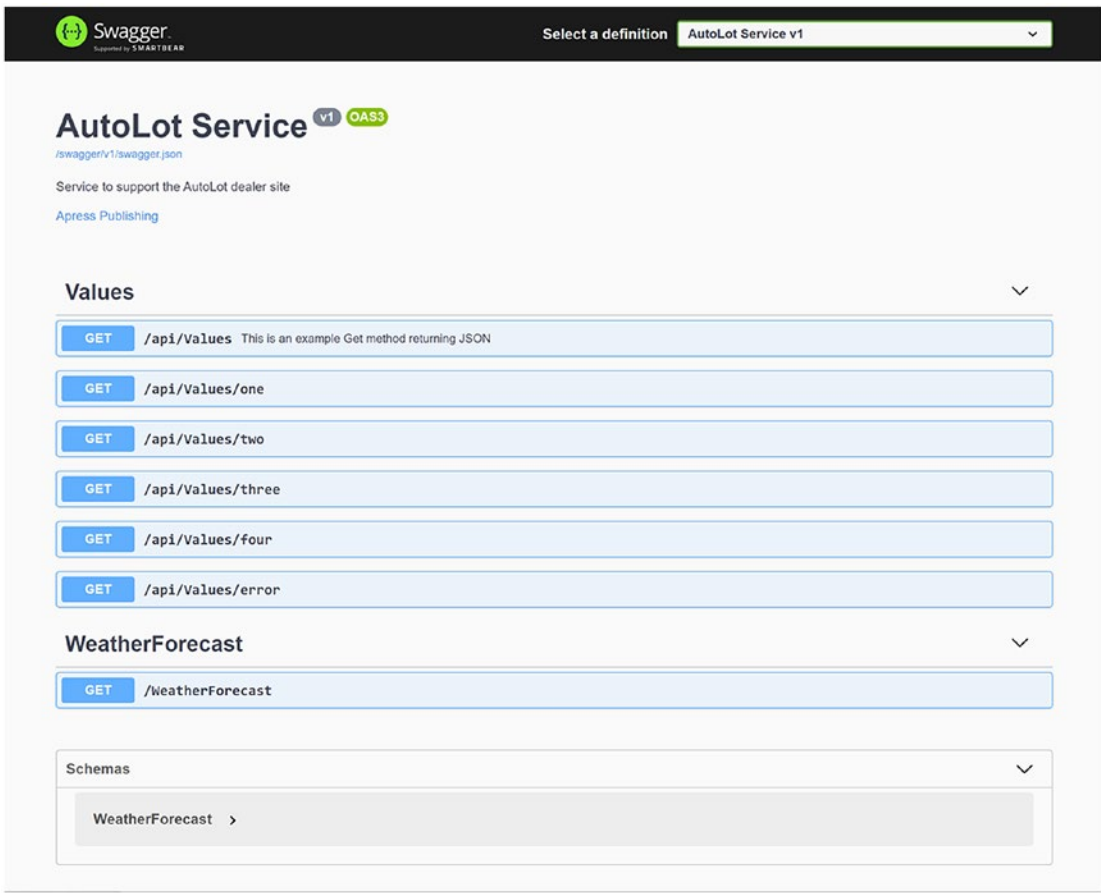 {··} Swagger.
Supported by SMARTBEAR
Select a definition AutoLot Service v1
AutoLot Service v1 OAS3
/swagger/v1/swagger.json
Service to support the AutoLot dealer site
Apress Publishing
Values
GET /api/Values This is an example Get method returning JSON
GET /api/Values/one
GET /api/Values/two
GET /api/Values/three
GET /api/Values/four
GET /api/Values/error
WeatherForecast
GET /WeatherForecast
Schemas
WeatherForecast >